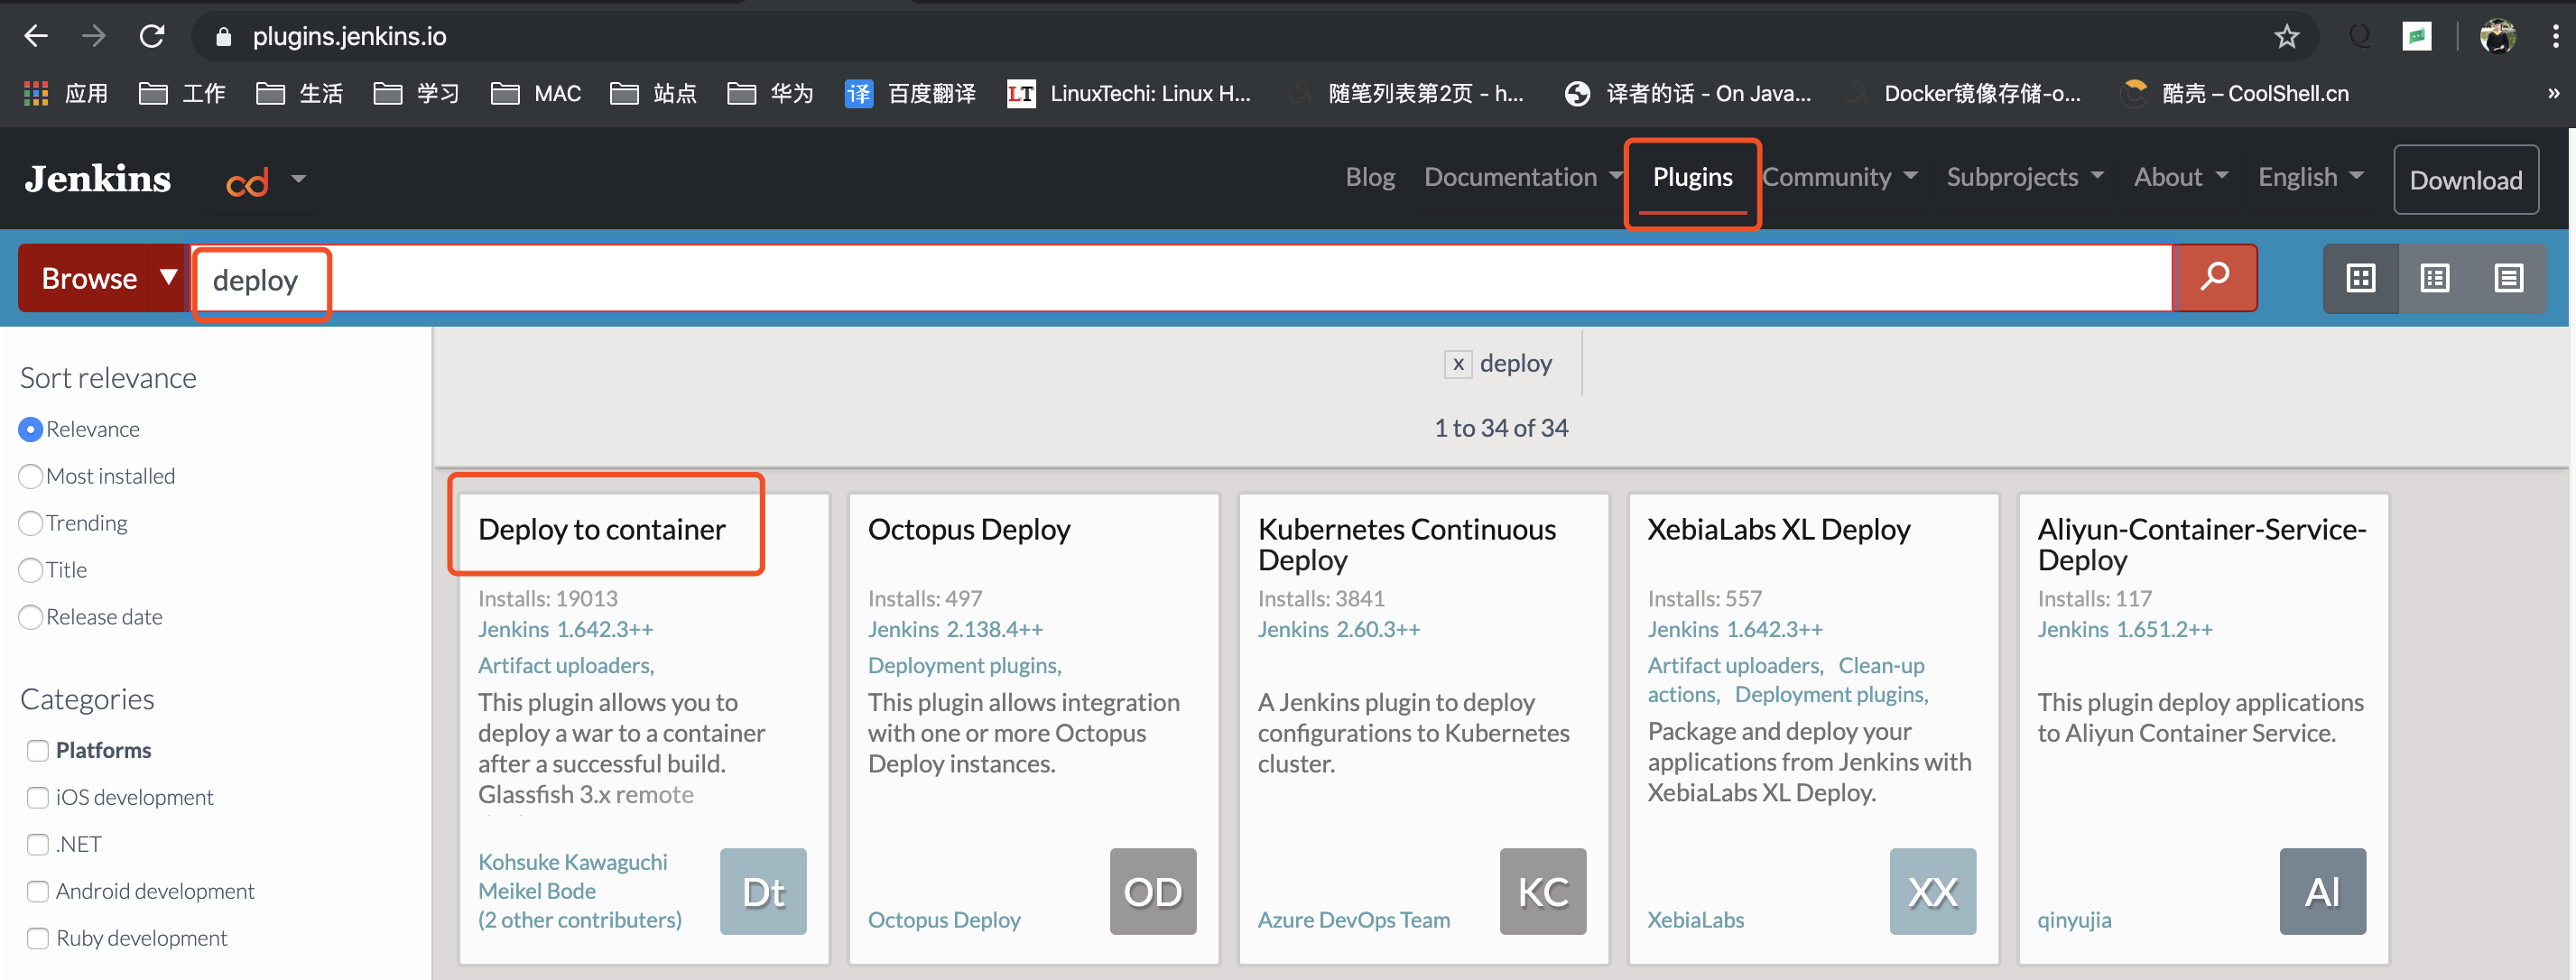 plugins.jenkins.io
应用
工作
生活
学习
MAC
站点
华为
译 百度翻译
LT LinuxTechi: Linux H...
随笔列表第2页 - h...
译者的话 - On Java...
Docker镜像存储-o...
酷壳 – CoolShell.cn
»
Jenkins
cd
Blog
Documentation
Plugins
Community
Subprojects
About
English
Download
Browse
deploy
x deploy
1 to 34 of 34
Sort relevance
Relevance
Most installed
Trending
Title
Release date
Categories
Platforms
iOS development
.NET
Android development
Ruby development
Deploy to container
Installs: 19013
Jenkins 1.642.3++
Artifact uploaders,
This plugin allows you to
deploy a war to a container
after a successful build.
Glassfish 3.x remote
Kohsuke Kawaguchi
Meikel Bode
(2 other contributers)
Dt
Octopus Deploy
Installs: 497
Jenkins 2.138.4++
Deployment plugins,
This plugin allows integration
with one or more Octopus
Deploy instances.
Octopus Deploy
OD
Kubernetes Continuous
Deploy
Installs: 3841
Jenkins 2.60.3++
A Jenkins plugin to deploy
configurations to Kubernetes
cluster.
Azure DevOps Team
KC
XebiaLabs XL Deploy
Installs: 557
Jenkins 1.642.3++
Artifact uploaders, Clean-up
actions, Deployment plugins,
Package and deploy your
applications from Jenkins with
XebiaLabs XL Deploy.
XebiaLabs
XX
Aliyun-Container-Service-
Deploy
Installs: 117
Jenkins 1.651.2++
This plugin deploy applications
to Aliyun Container Service.
qinyujia
Al